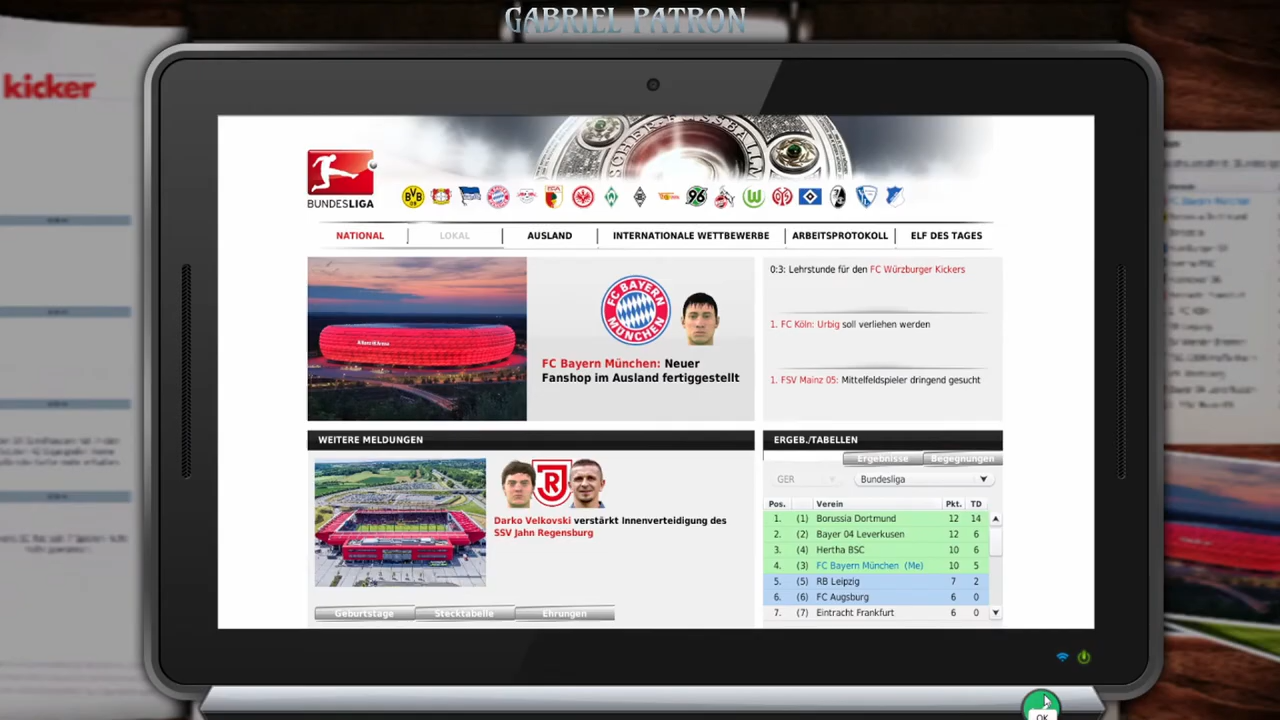 GABRIEL PATRON
kicker
BUNDESLIGA
NATIONAL
LOKAL
AUSLAND
INTERNATIONALE WETTBEWERBE
ARBEITSPROTOKOLL
ELF DES TAGES
FC Bayern München: Neuer
Fanshop im Ausland fertiggestellt
0:3: Lehrstunde für den FC Würzburger Kickers
1. FC Köln: Urbig soll verliehen werden
1. FSV Mainz 05: Mittelfeldspieler dringend gesucht
WEITERE MELDUNGEN
Darko Velkovski verstärkt Innenverteidigung des
SSV Jahn Regensburg
Geburtstage
Stecktabelle
Ehrungen
ERGEB./TABELLEN
Ergebnisse
Begegnungen
GER
Bundesliga
Pos. Verein Pkt. TD
1. (1) Borussia Dortmund 12 14
2. (2) Bayer 04 Leverkusen 12 6
3. (4) Hertha BSC 10 6
4. (3) FC Bayern München (Me) 10 5
5. (5) RB Leipzig 7 2
6. (6) FC Augsburg 6 0
7. (7) Eintracht Frankfurt 6 0
OK